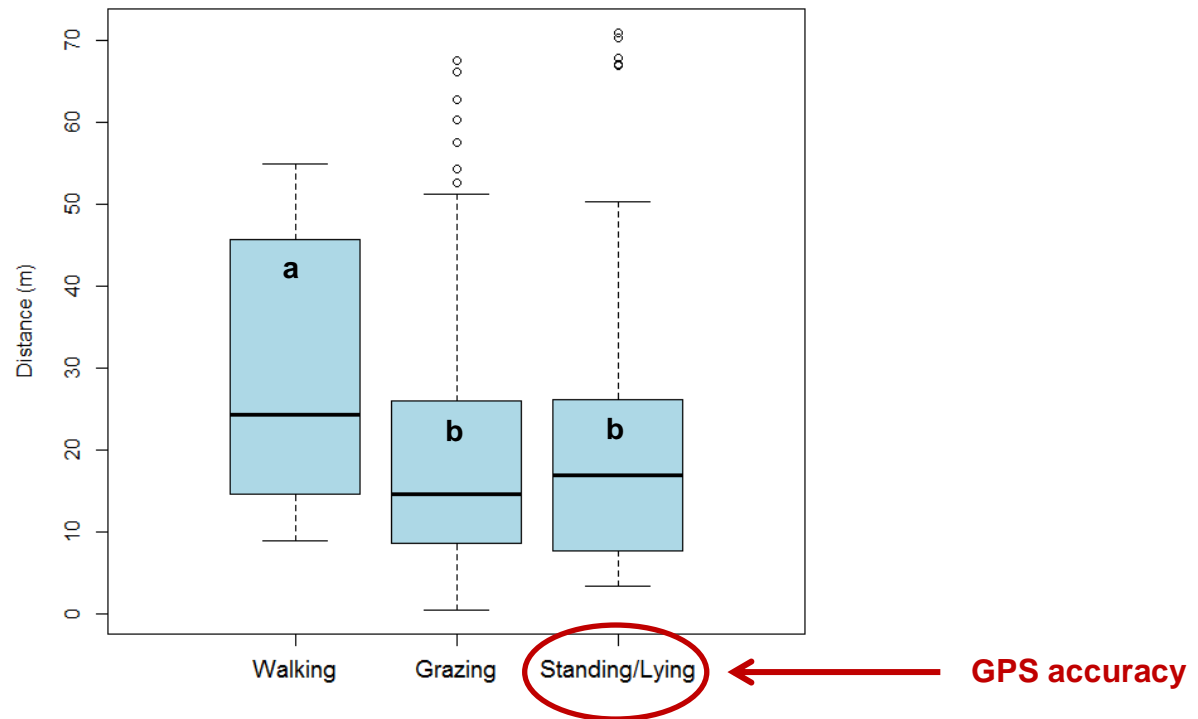 Distance (m)
70
60
50
40
30
20
10
0
a
b
b
Walking
Grazing
Standing/Lying
GPS accuracy